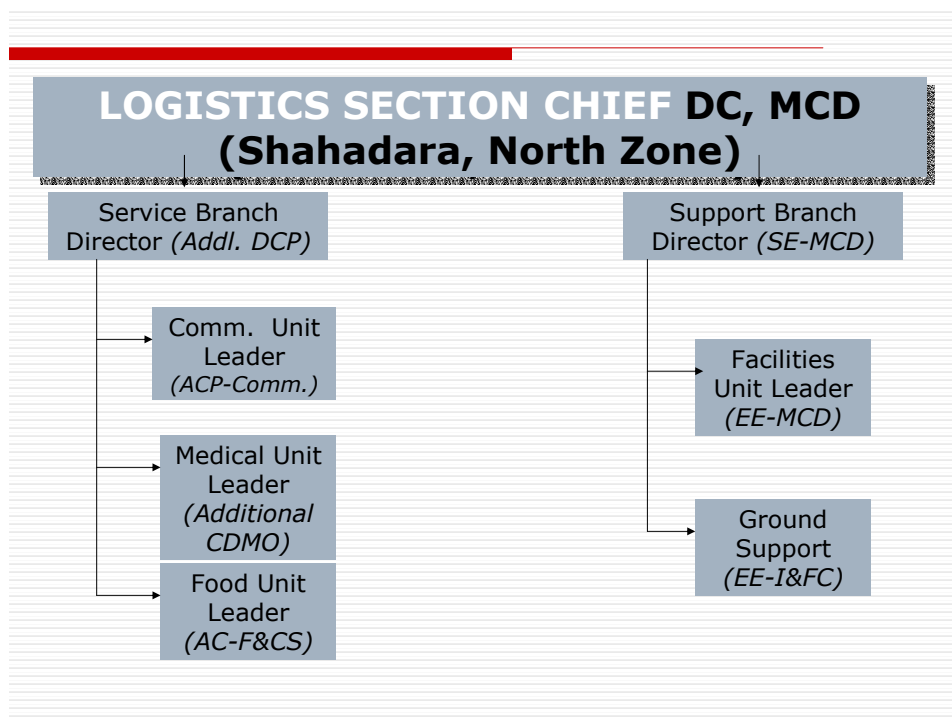 LOGISTICS SECTION CHIEF DC, MCD
(Shahadara, North Zone)
Service Branch
Director (Addl. DCP)
Support Branch
Director (SE-MCD)
Comm. Unit
Leader
(ACP-Comm.)
Medical Unit
Leader
(Additional
CDMO)
Food Unit
Leader
(AC-F&CS)
Facilities
Unit Leader
(EE-MCD)
Ground
Support
(EE-I&FC)